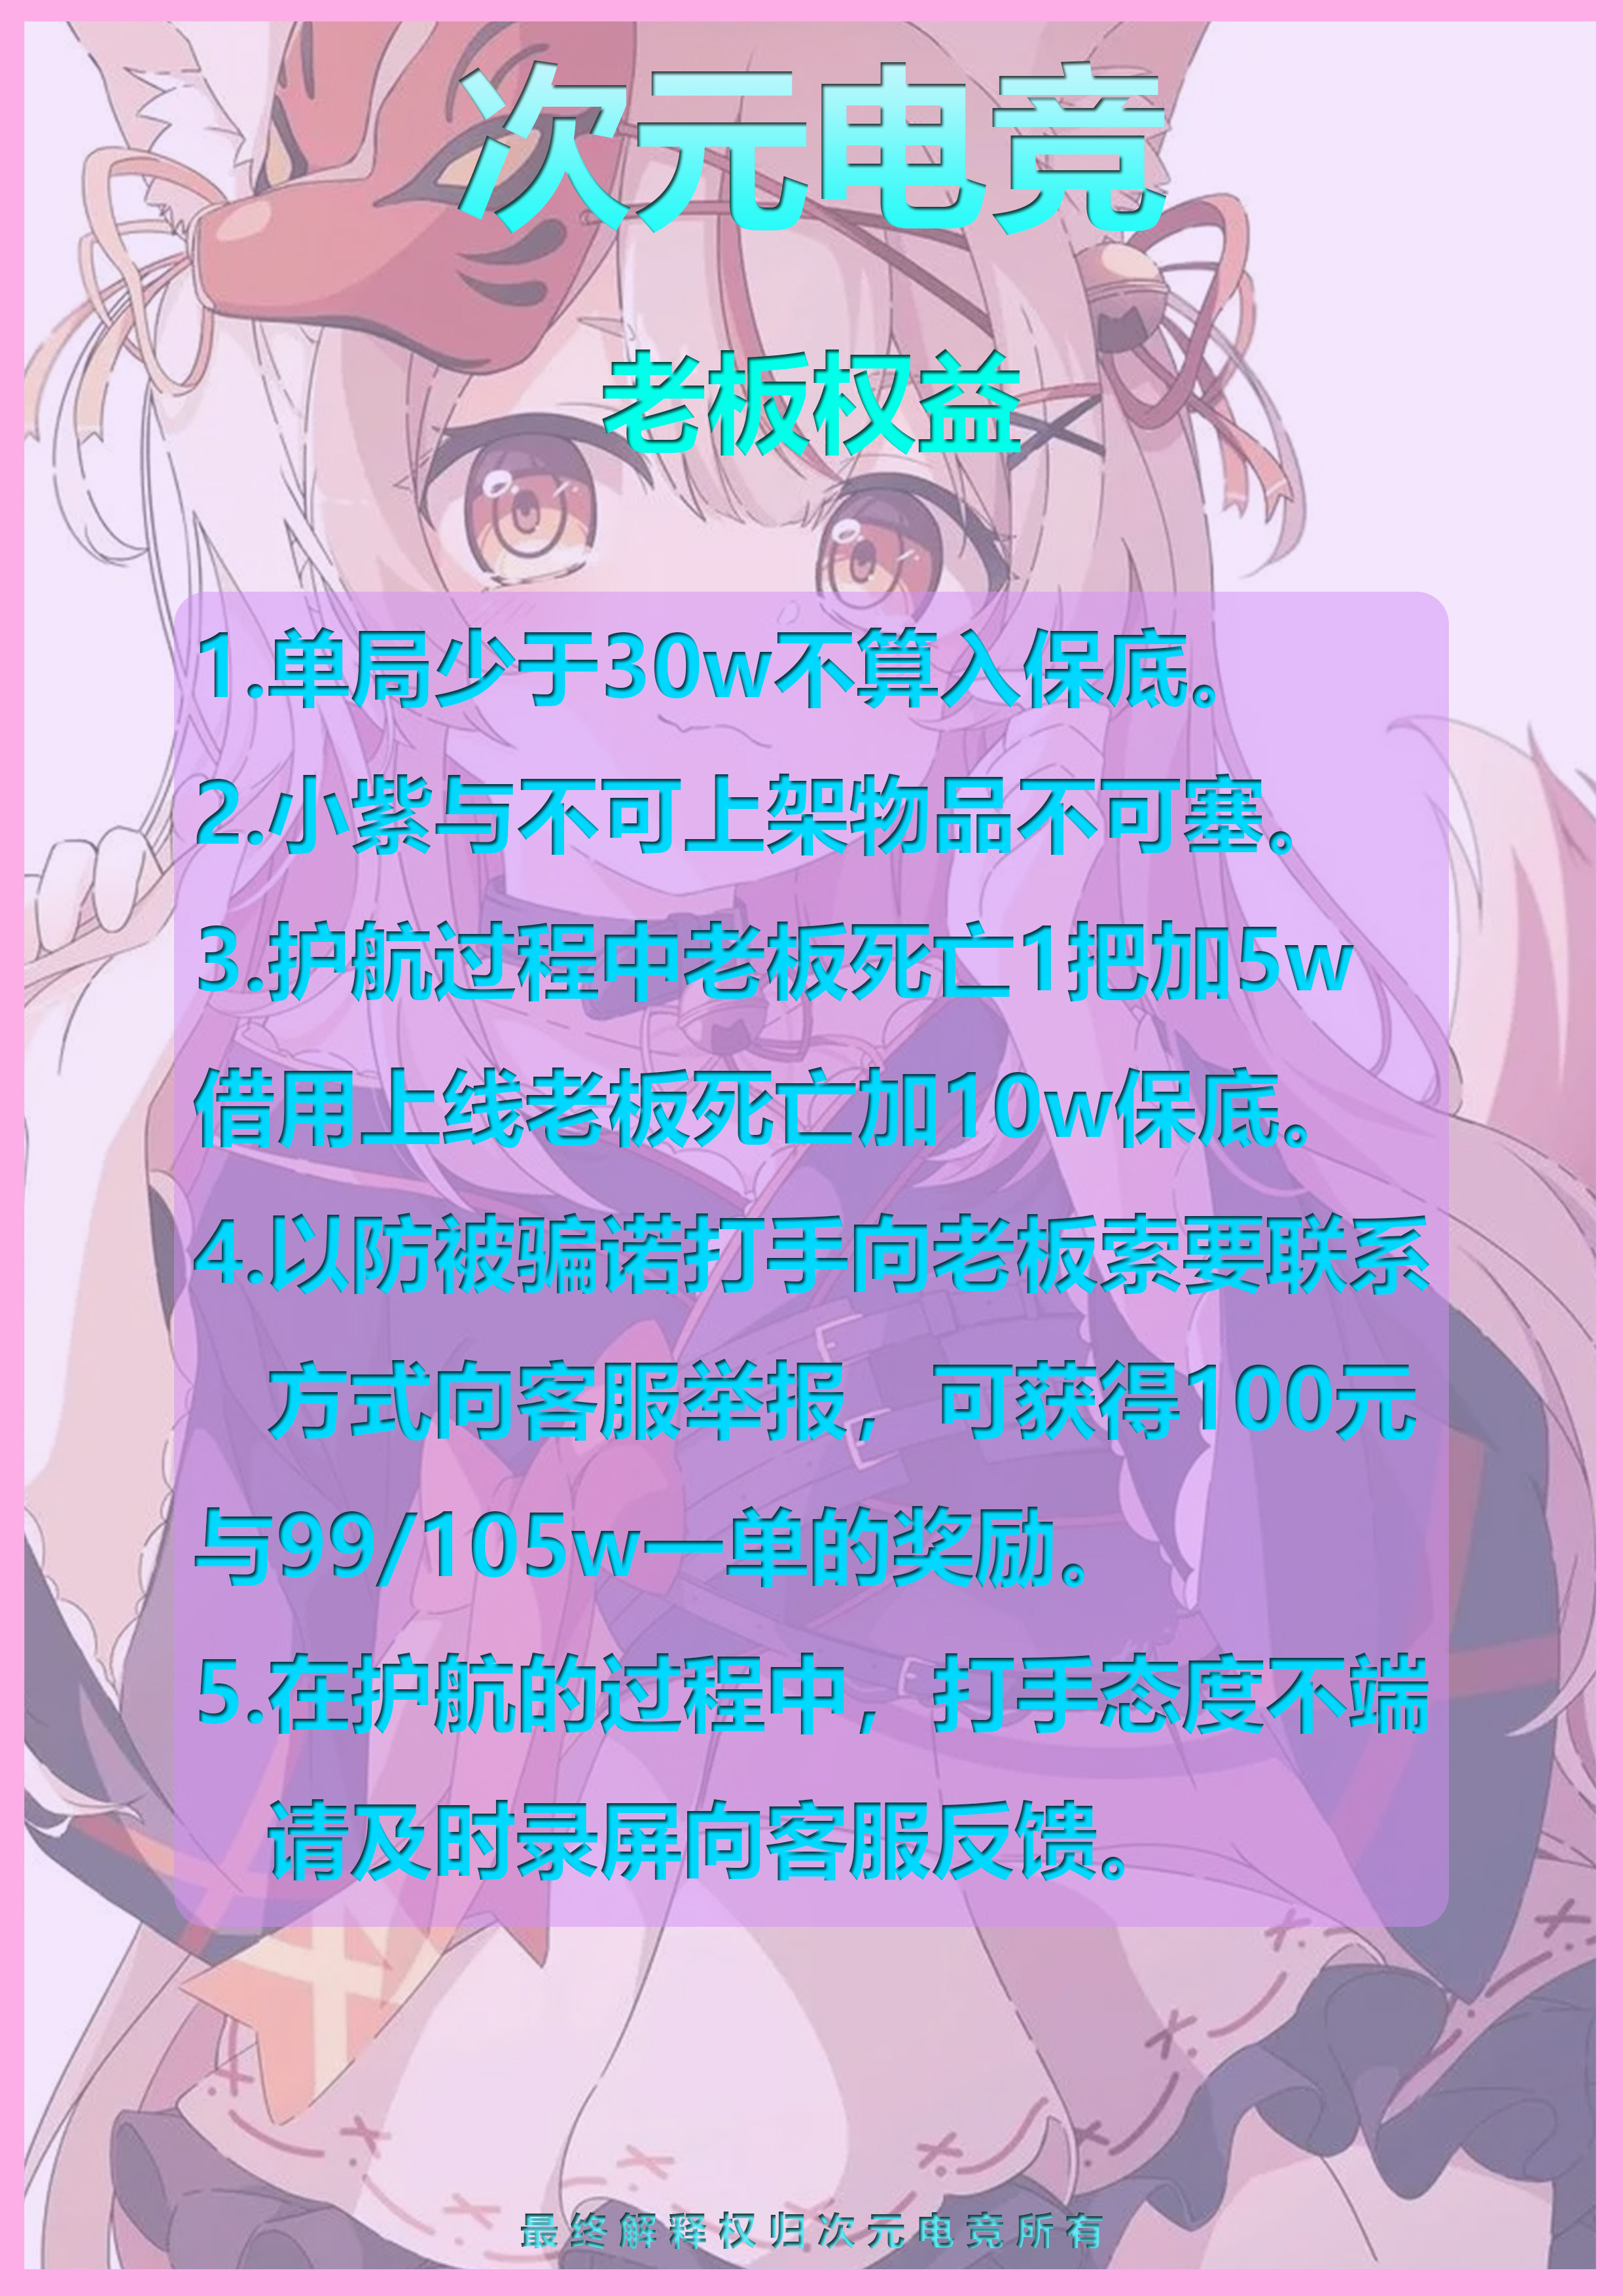 次元电竞
老板权益
1.单局少于30w不算入保底。
2.小紫与不可上架物品不可塞。
3.护航过程中老板死亡1把加5w
借用上线老板死亡加10w保底。
4.以防被骗诺打手向老板索要联系
方式向客服举报，可获得100元
与99/105w一单的奖励。
5.在护航的过程中，打手态度不端
请及时录屏向客服反馈。
最终解释权归次元电竞所有